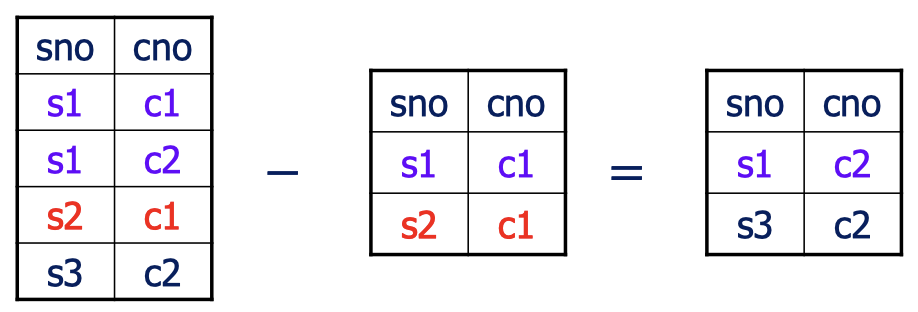 sno cno
s1 c1
s1 c2
s2 c1
s3 c2
−
sno cno
s1 c1
s2 c1
=
sno cno
s1 c2
s3 c2